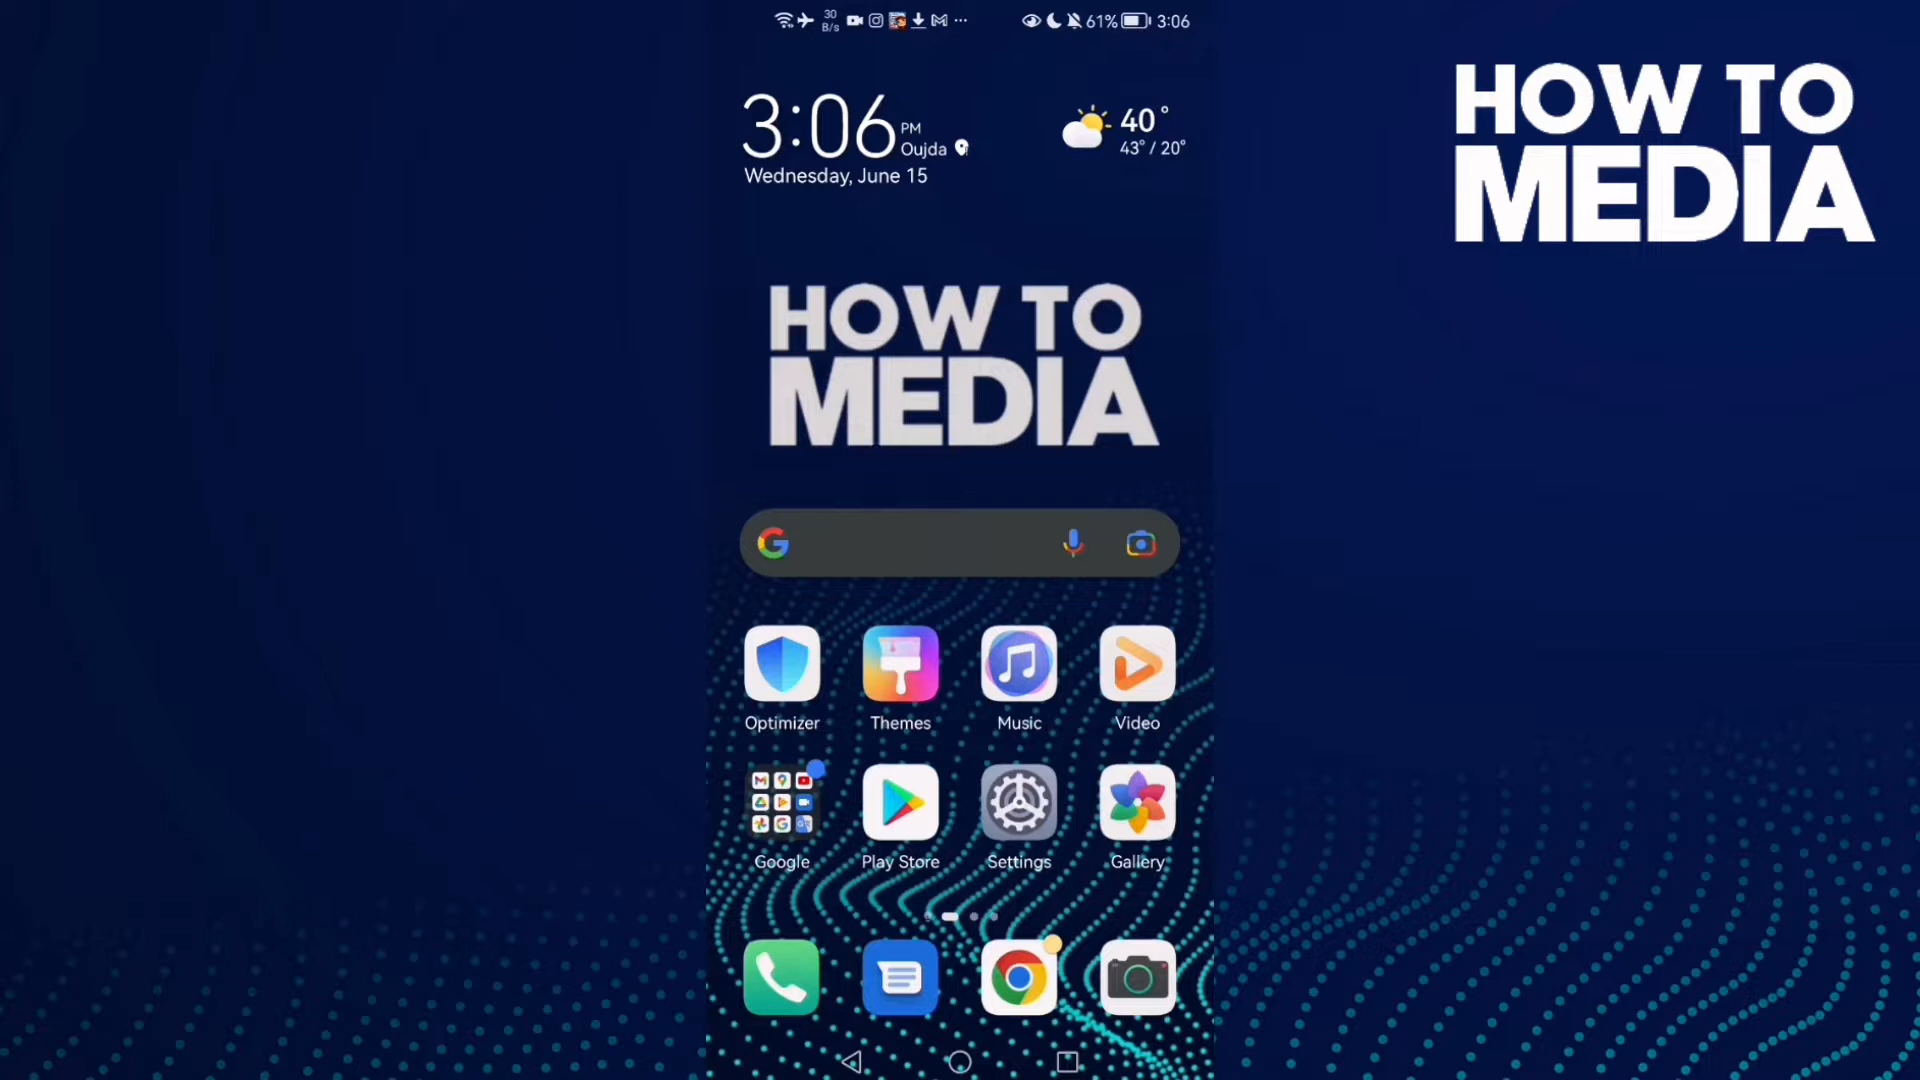 30
B/s
61%
3:06
3:06
PM
Oujda
Wednesday, June 15
40°
43° / 20°
HOW TO
MEDIA
HOW TO
MEDIA
Optimizer
Themes
Music
Video
Google
Play Store
Settings
Gallery